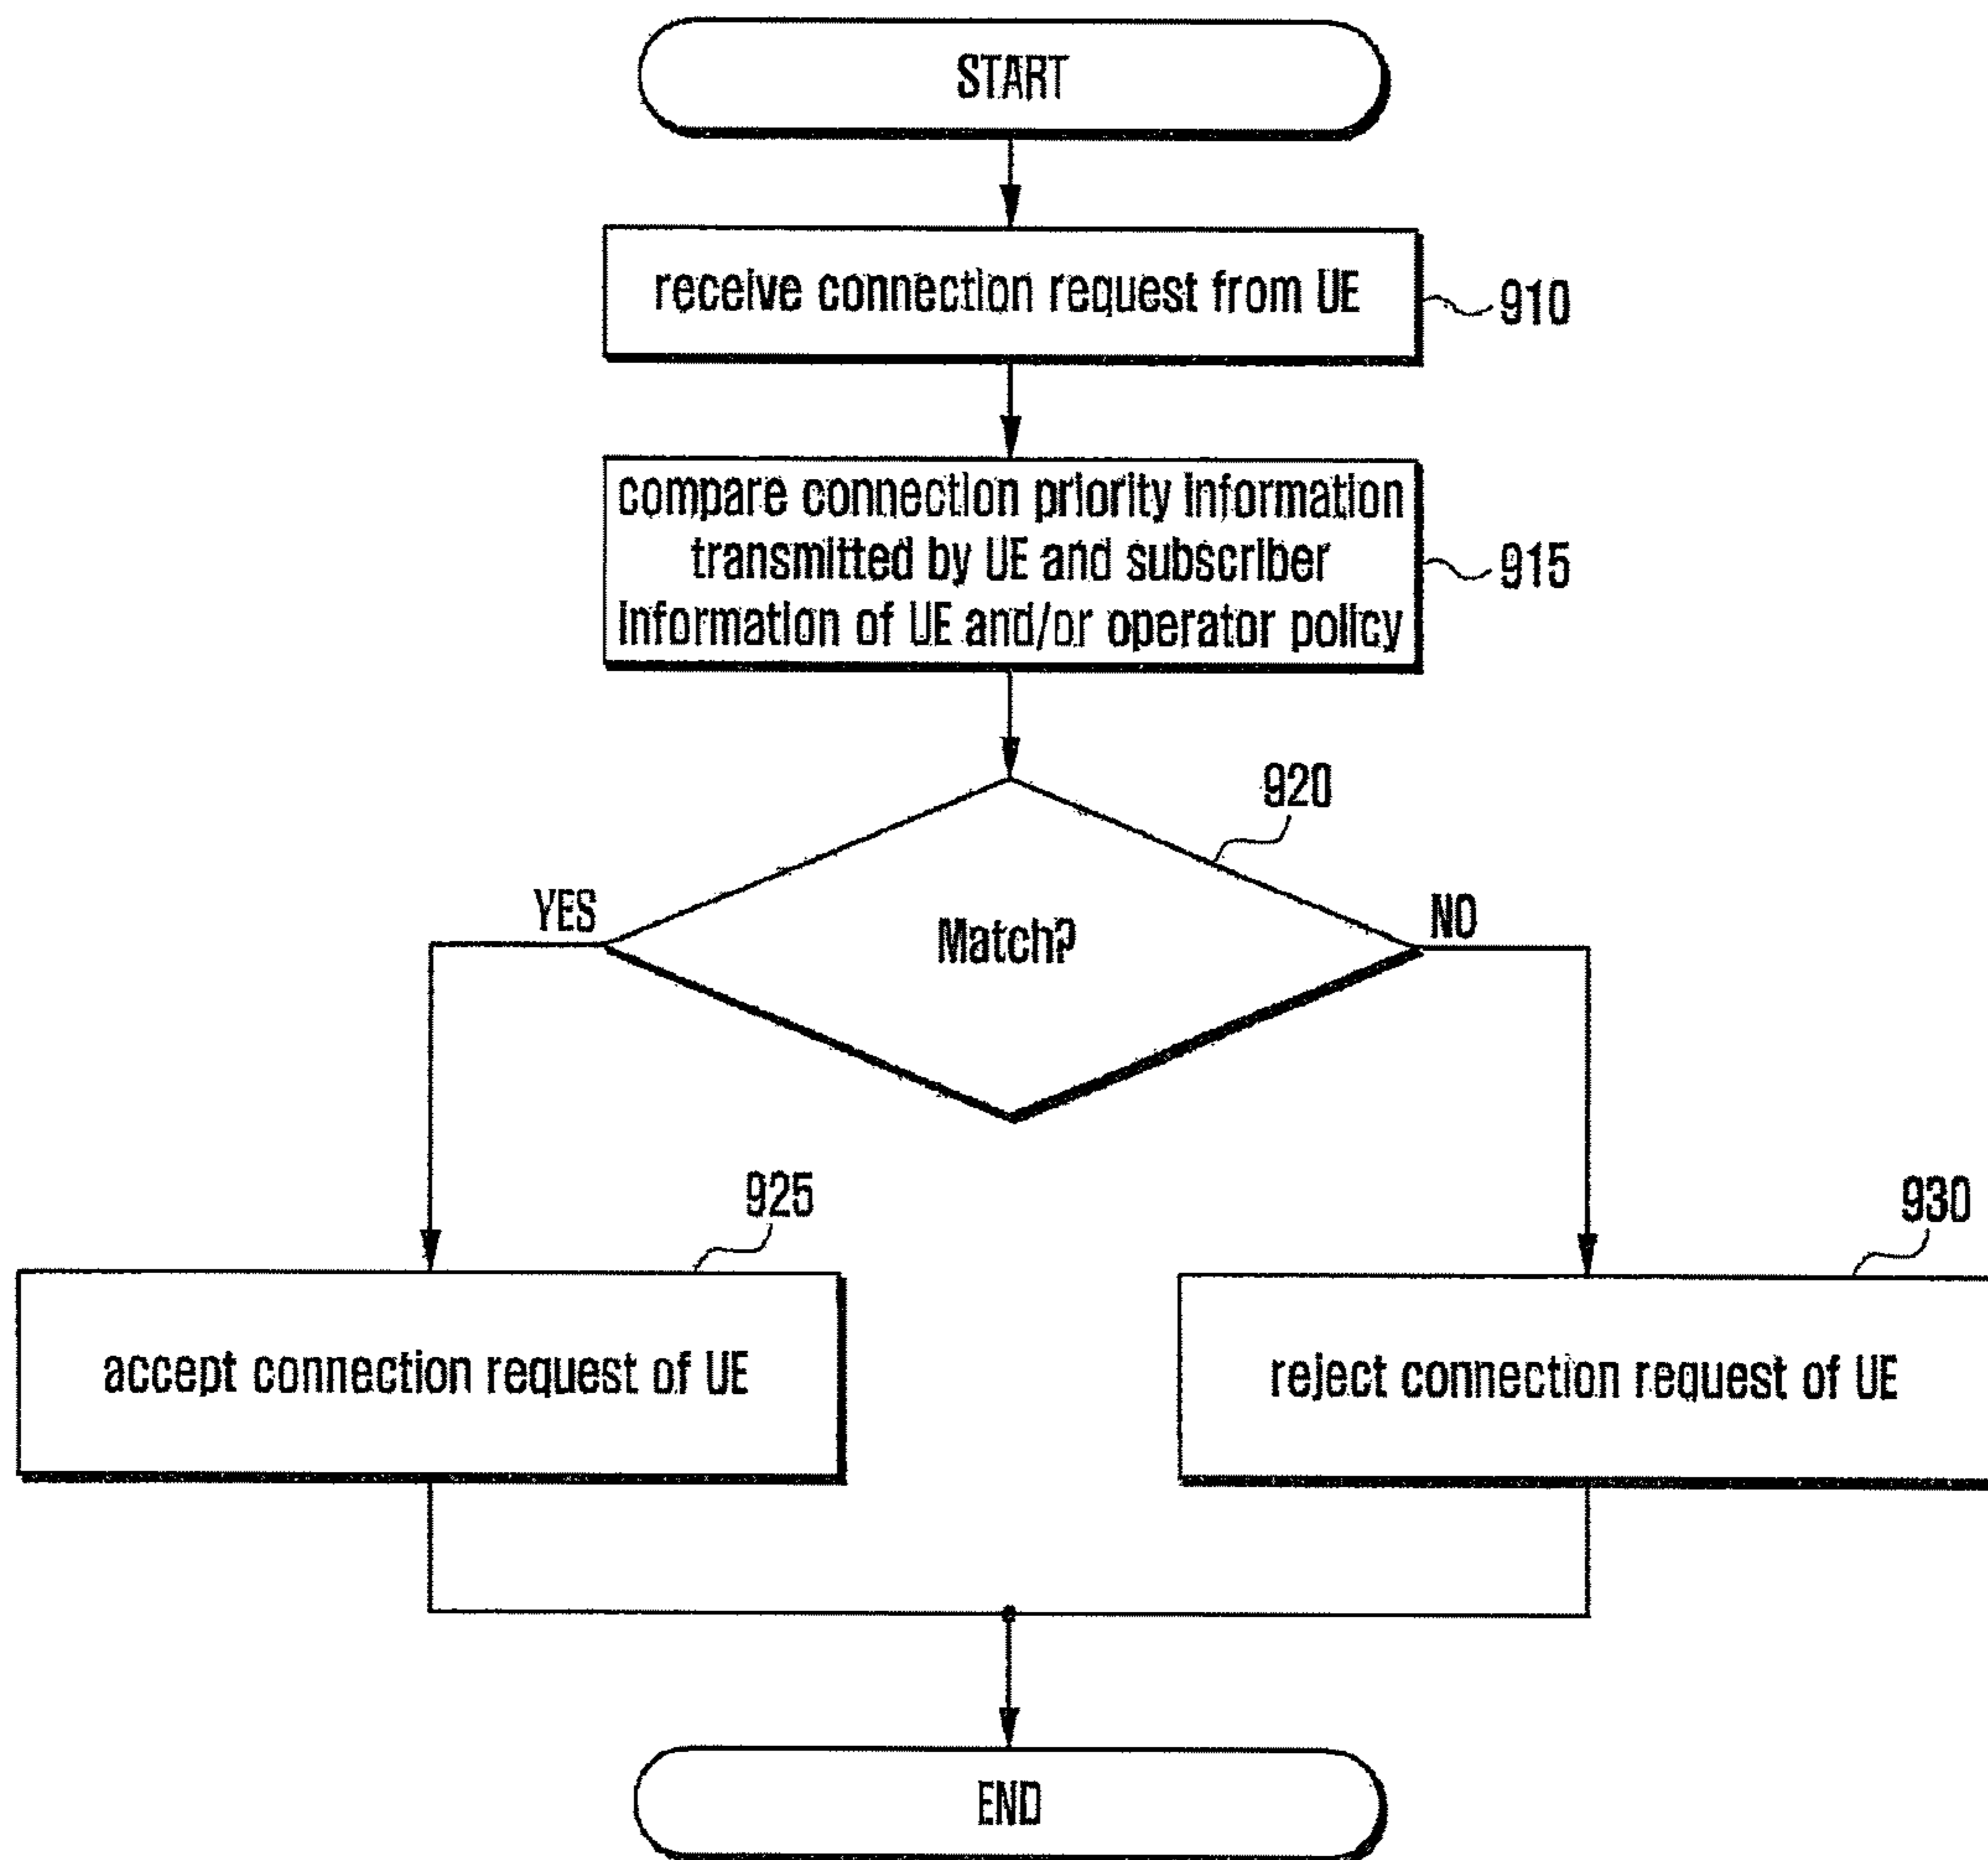 START
receive connection request from UE
910
compare connection priority information
transmitted by UE and subscriber
information of UE and/or operator policy
915
920
YES
Match?
NO
925
930
accept connection request of UE
reject connection request of UE
END